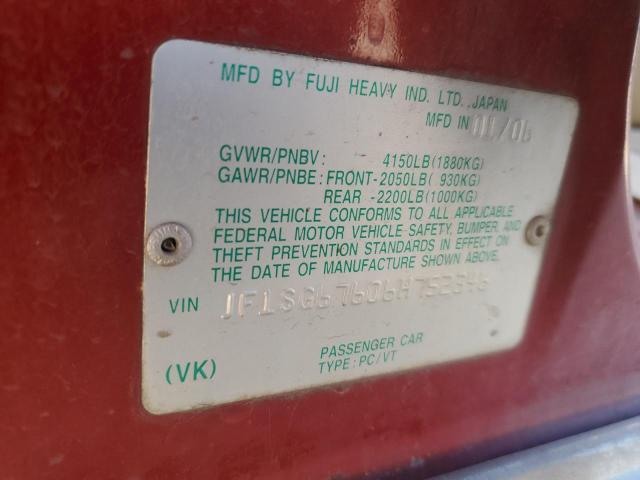 MFD BY FUJI HEAVY IND. LTD. JAPAN
MFD IN 01/06
GVWR/PNBV: 4150LB(1880KG)
GAWR/PNBE: FRONT-2050LB( 930KG)
REAR -2200LB(1000KG)
THIS VEHICLE CONFORMS TO ALL APPLICABLE
FEDERAL MOTOR VEHICLE SAFETY, BUMPER, AND
THEFT PREVENTION STANDARDS IN EFFECT ON
THE DATE OF MANUFACTURE SHOWN ABOVE.
VIN JF1SG67606H752346
(VK)
PASSENGER CAR
TYPE: PC/VT